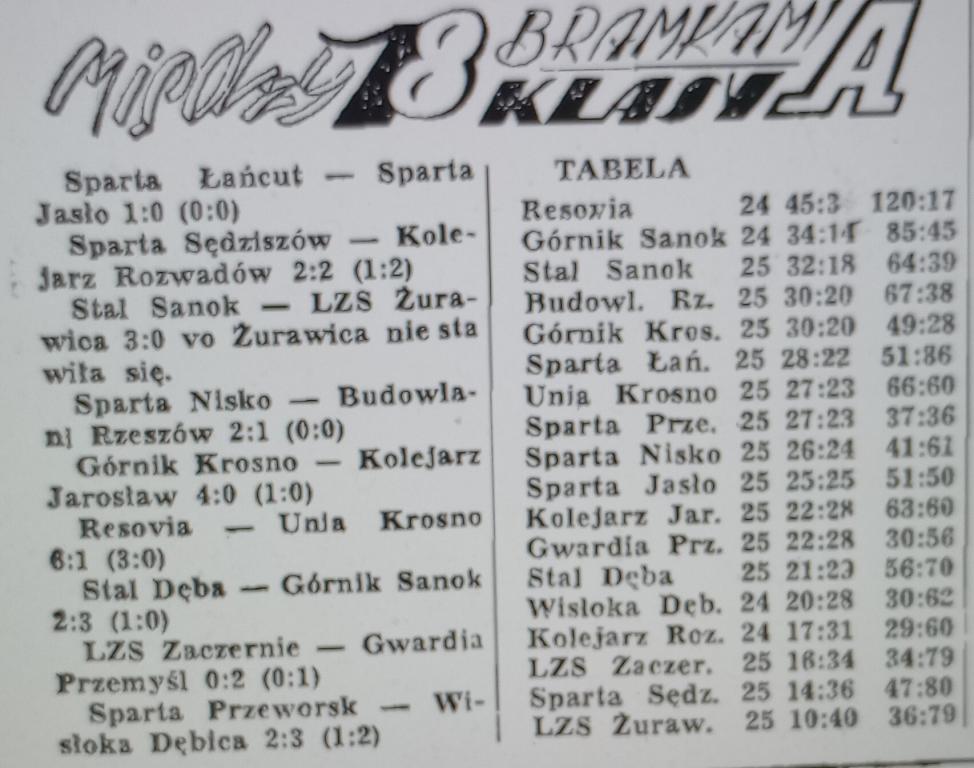 Między 18 BRAMKAMI
KLASY A
Sparta Łańcut — Sparta
Jasło 1:0 (0:0)
Sparta Sędziszów — Kole-
jarz Rozwadów 2:2 (1:2)
Stal Sanok — LZS Żura-
wica 3:0 vo Żurawica nie sta
wiła się.
Sparta Nisko — Budowla-
ni Rzeszów 2:1 (0:0)
Górnik Krosno — Kolejarz
Jarosław 4:0 (1:0)
Resovia — Unia Krosno
6:1 (3:0)
Stal Dęba — Górnik Sanok
2:3 (1:0)
LZS Zaczernie — Gwardia
Przemyśl 0:2 (0:1)
Sparta Przeworsk — Wi-
słoka Dębica 2:3 (1:2)
TABELA
Resovia 24 45:3 120:17
Górnik Sanok 24 34:14 85:45
Stal Sanok 25 32:18 64:39
Budowl. Rz. 25 30:20 67:38
Górnik Kros. 25 30:20 49:28
Sparta Łań. 25 28:22 51:86
Unia Krosno 25 27:23 66:60
Sparta Prze. 25 27:23 37:36
Sparta Nisko 25 26:24 41:61
Sparta Jasło 25 25:25 51:50
Kolejarz Jar. 25 22:28 63:60
Gwardia Prz. 25 22:28 30:56
Stal Dęba 25 21:29 56:70
Wisłoka Dęb. 24 20:28 30:62
Kolejarz Roz. 24 17:31 29:60
LZS Zaczer. 25 16:34 34:79
Sparta Sędz. 25 14:36 47:80
LZS Żuraw. 25 10:40 36:79